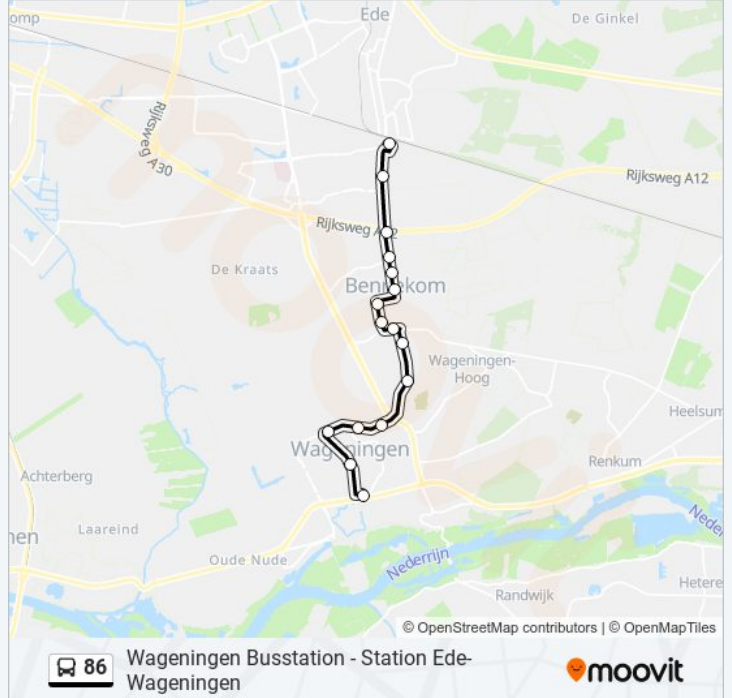 omp
Ede
De Ginkel
Rijksweg A30
Rijksweg A12
Rijksweg A12
De Kraats
Bennekom
Wageningen-
Hoog
Heelsum
Wageningen
Renkum
Achterberg
nen
Laareind
Oude Nude
Nederrijn
Neder
Randwijk
Hetere
© OpenStreetMap contributors | © OpenMapTiles
86
Wageningen Busstation - Station Ede-
Wageningen
moovit